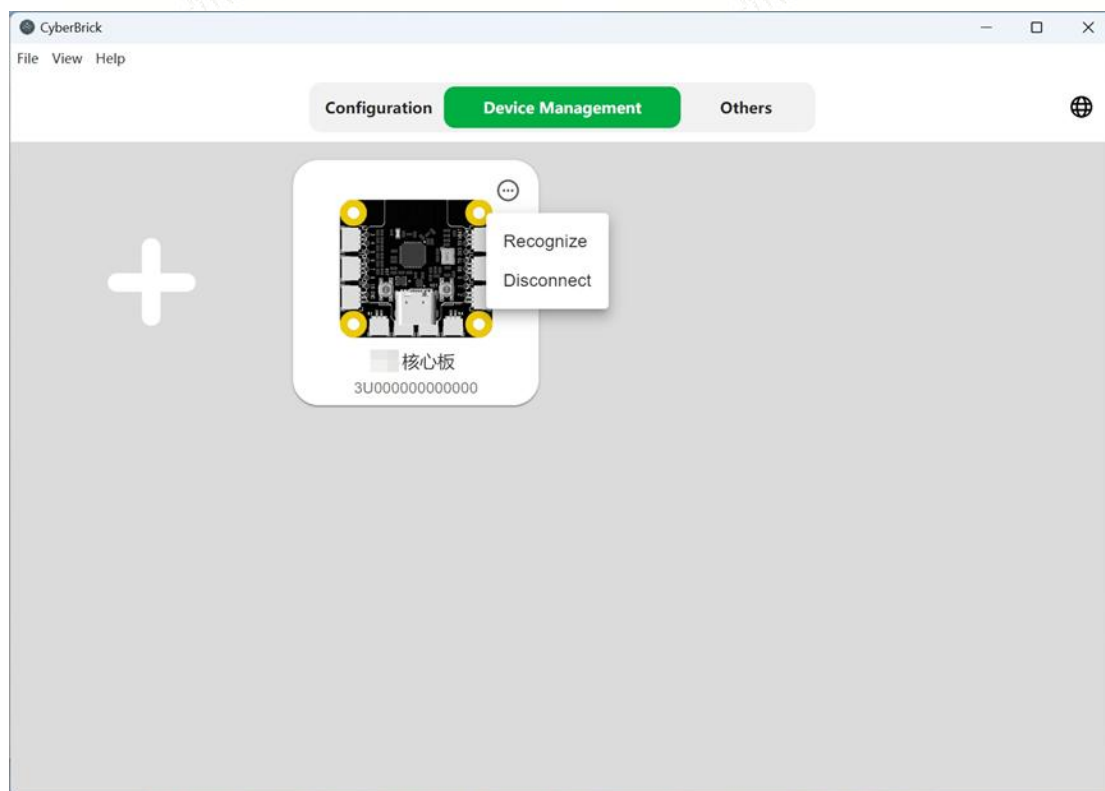 CyberBrick
File View Help
Configuration Device Management Others
Recognize
Disconnect
核心板
3U000000000000